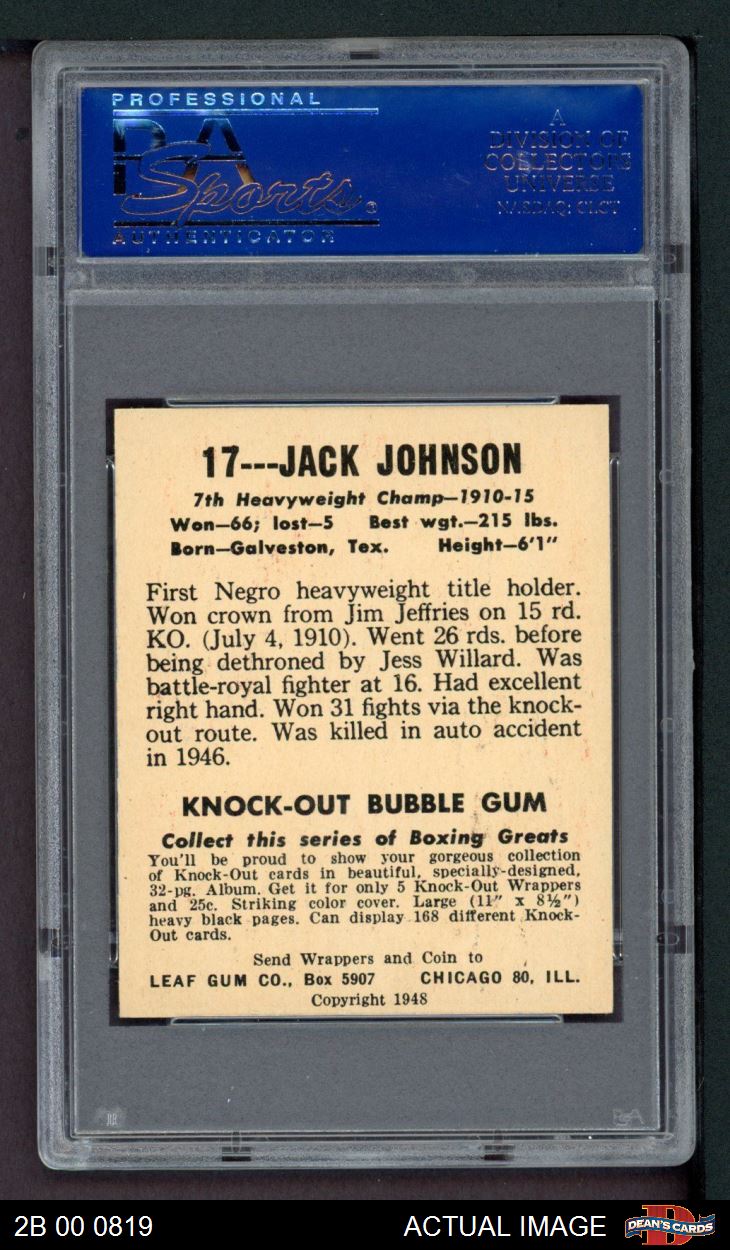 PROFESSIONAL
PSA
Sports®
AUTHENTICATOR
A
DIVISION OF
COLLECTORS
UNIVERSE
NASDAQ: CLCT
17---JACK JOHNSON
7th Heavyweight Champ—1910-15
Won—66; lost—5 Best wgt.—215 lbs.
Born—Galveston, Tex. Height—6'1"
First Negro heavyweight title holder.
Won crown from Jim Jeffries on 15 rd.
KO. (July 4, 1910). Went 26 rds. before
being dethroned by Jess Willard. Was
battle-royal fighter at 16. Had excellent
right hand. Won 31 fights via the knock-
out route. Was killed in auto accident
in 1946.
KNOCK-OUT BUBBLE GUM
Collect this series of Boxing Greats
You'll be proud to show your gorgeous collection
of Knock-Out cards in beautiful, specially-designed,
32-pg. Album. Get it for only 5 Knock-Out Wrappers
and 25c. Striking color cover. Large (11" x 8½")
heavy black pages. Can display 168 different Knock-
Out cards.
Send Wrappers and Coin to
LEAF GUM CO., Box 5907 CHICAGO 80, ILL.
Copyright 1948
PSA
2B 00 0819
ACTUAL IMAGE
D
DEAN'S CARDS